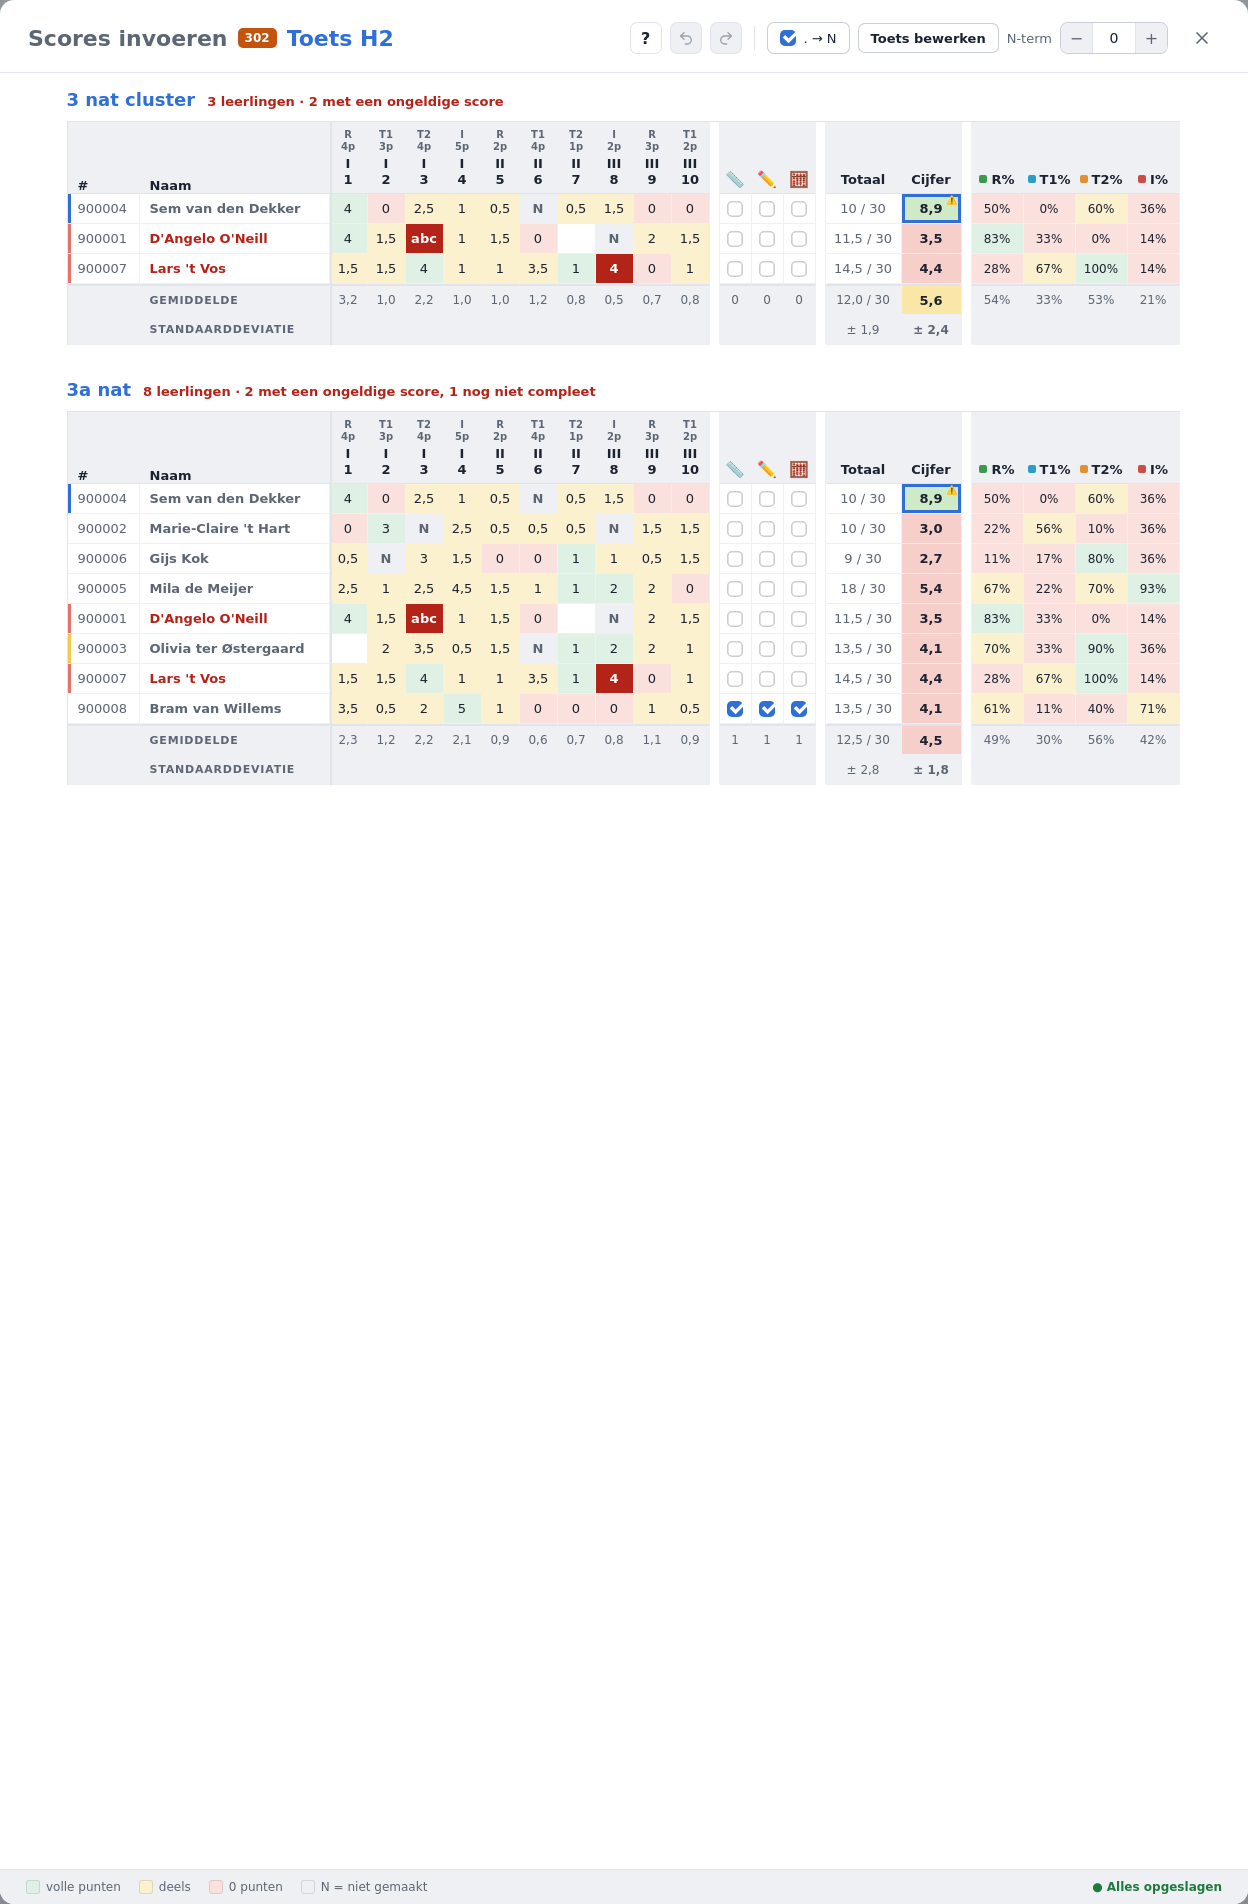 Scores invoeren 302 Toets H2 ? . → N Toets bewerken N-term − 0 +
3 nat cluster 3 leerlingen · 2 met een ongeldige score
R T1 T2 I R T1 T2 I R T1
4p 3p 4p 5p 2p 4p 1p 2p 3p 2p
I I I I II II II III III III
# Naam 1 2 3 4 5 6 7 8 9 10 Totaal Cijfer R% T1% T2% I%
900004 Sem van den Dekker 4 0 2,5 1 0,5 N 0,5 1,5 0 0 10 / 30 8,9 50% 0% 60% 36%
900001 D'Angelo O'Neill 4 1,5 abc 1 1,5 0 N 2 1,5 11,5 / 30 3,5 83% 33% 0% 14%
900007 Lars 't Vos 1,5 1,5 4 1 1 3,5 1 4 0 1 14,5 / 30 4,4 28% 67% 100% 14%
GEMIDDELDE 3,2 1,0 2,2 1,0 1,0 1,2 0,8 0,5 0,7 0,8 0 0 0 12,0 / 30 5,6 54% 33% 53% 21%
STANDAARDDEVIATIE ± 1,9 ± 2,4
3a nat 8 leerlingen · 2 met een ongeldige score, 1 nog niet compleet
R T1 T2 I R T1 T2 I R T1
4p 3p 4p 5p 2p 4p 1p 2p 3p 2p
I I I I II II II III III III
# Naam 1 2 3 4 5 6 7 8 9 10 Totaal Cijfer R% T1% T2% I%
900004 Sem van den Dekker 4 0 2,5 1 0,5 N 0,5 1,5 0 0 10 / 30 8,9 50% 0% 60% 36%
900002 Marie-Claire 't Hart 0 3 N 2,5 0,5 0,5 0,5 N 1,5 1,5 10 / 30 3,0 22% 56% 10% 36%
900006 Gijs Kok 0,5 N 3 1,5 0 0 1 1 0,5 1,5 9 / 30 2,7 11% 17% 80% 36%
900005 Mila de Meijer 2,5 1 2,5 4,5 1,5 1 1 2 2 0 18 / 30 5,4 67% 22% 70% 93%
900001 D'Angelo O'Neill 4 1,5 abc 1 1,5 0 N 2 1,5 11,5 / 30 3,5 83% 33% 0% 14%
900003 Olivia ter Østergaard 2 3,5 0,5 1,5 N 1 2 2 1 13,5 / 30 4,1 70% 33% 90% 36%
900007 Lars 't Vos 1,5 1,5 4 1 1 3,5 1 4 0 1 14,5 / 30 4,4 28% 67% 100% 14%
900008 Bram van Willems 3,5 0,5 2 5 1 0 0 0 1 0,5 13,5 / 30 4,1 61% 11% 40% 71%
GEMIDDELDE 2,3 1,2 2,2 2,1 0,9 0,6 0,7 0,8 1,1 0,9 1 1 1 12,5 / 30 4,5 49% 30% 56% 42%
STANDAARDDEVIATIE ± 2,8 ± 1,8
volle punten deels 0 punten N = niet gemaakt Alles opgeslagen